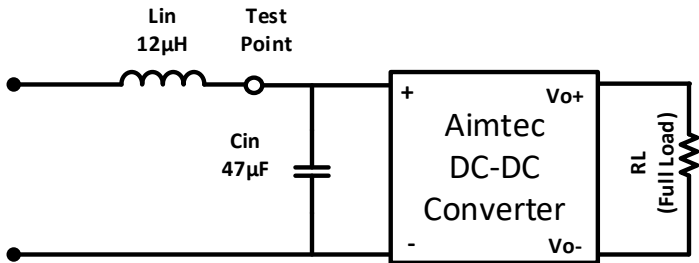 Lin
12µH
Test
Point
Cin
47µF
+
-
Aimtec
DC-DC
Converter
Vo+
Vo-
RL
(Full Load)